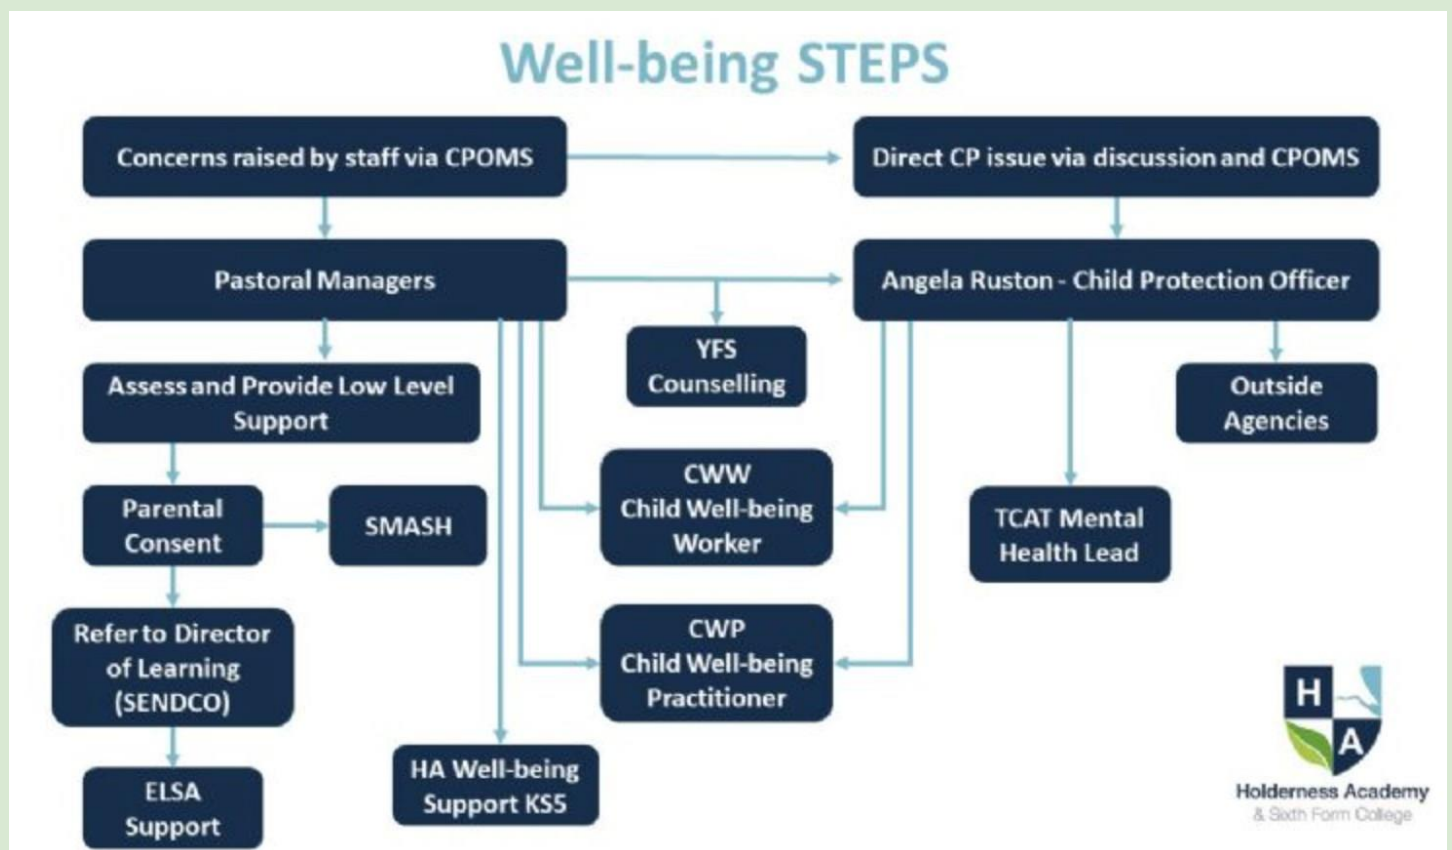 Well-being STEPS
Concerns raised by staff via CPOMS
Direct CP issue via discussion and CPOMS
Pastoral Managers
Angela Ruston - Child Protection Officer
YFS
Counselling
Assess and Provide Low Level
Support
Outside
Agencies
CWW
Child Well-being
Worker
Parental
Consent
SMASH
TCAT Mental
Health Lead
Refer to Director
of Learning
(SENDCO)
CWP
Child Well-being
Practitioner
HA Well-being
Support KS5
ELSA
Support
H
A
Holderness Academy
& Sixth Form College